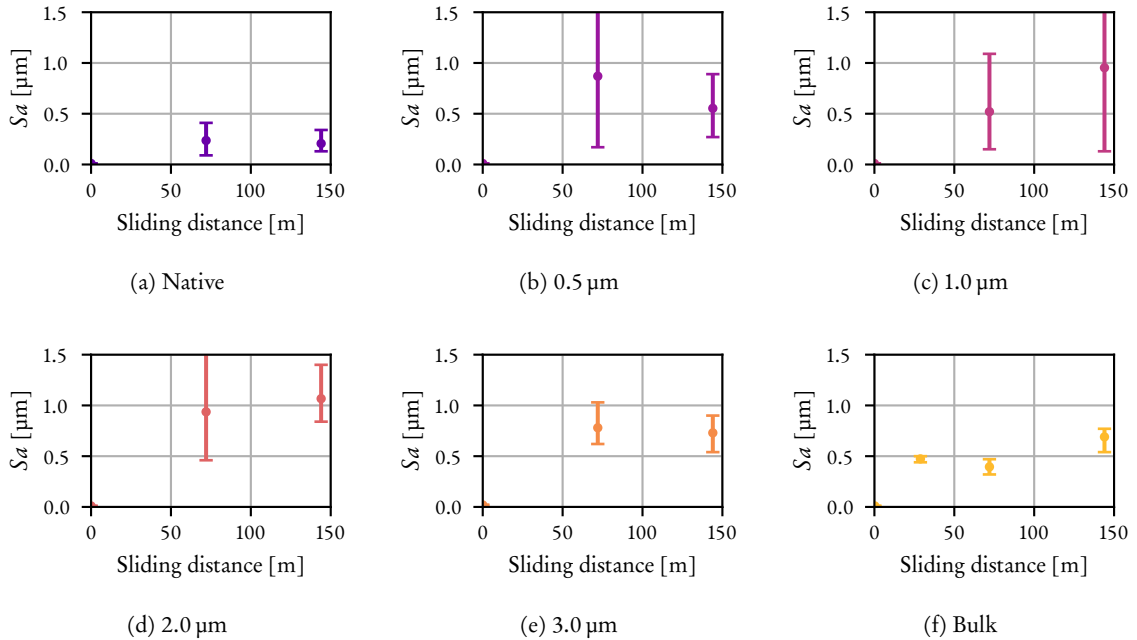 1.5
1.0
0.5
0.0
Sa [µm]
0 50 100 150
Sliding distance [m]
(a) Native
1.5
1.0
0.5
0.0
Sa [µm]
0 50 100 150
Sliding distance [m]
(b) 0.5 µm
1.5
1.0
0.5
0.0
Sa [µm]
0 50 100 150
Sliding distance [m]
(c) 1.0 µm
1.5
1.0
0.5
0.0
Sa [µm]
0 50 100 150
Sliding distance [m]
(d) 2.0 µm
1.5
1.0
0.5
0.0
Sa [µm]
0 50 100 150
Sliding distance [m]
(e) 3.0 µm
1.5
1.0
0.5
0.0
Sa [µm]
0 50 100 150
Sliding distance [m]
(f) Bulk